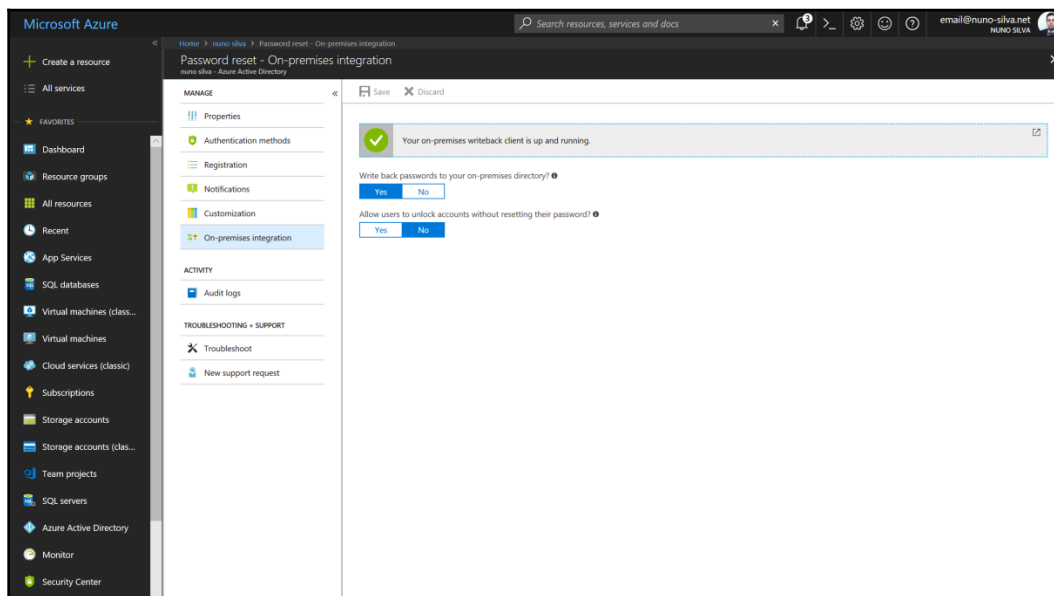 Microsoft Azure
Search resources, services and docs
3
email@nuno-silva.net
NUNO SILVA
Home > nuno silva > Password reset - On-premises integration
Password reset - On-premises integration
nuno silva - Azure Active Directory
Create a resource
All services
FAVORITES
Dashboard
Resource groups
All resources
Recent
App Services
SQL databases
Virtual machines (class...
Virtual machines
Cloud services (classic)
Subscriptions
Storage accounts
Storage accounts (clas...
Team projects
SQL servers
Azure Active Directory
Monitor
Security Center
MANAGE
Properties
Authentication methods
Registration
Notifications
Customization
On-premises integration
ACTIVITY
Audit logs
TROUBLESHOOTING + SUPPORT
Troubleshoot
New support request
Save Discard
Your on-premises writeback client is up and running.
Write back passwords to your on-premises directory?
Yes No
Allow users to unlock accounts without resetting their password?
Yes No